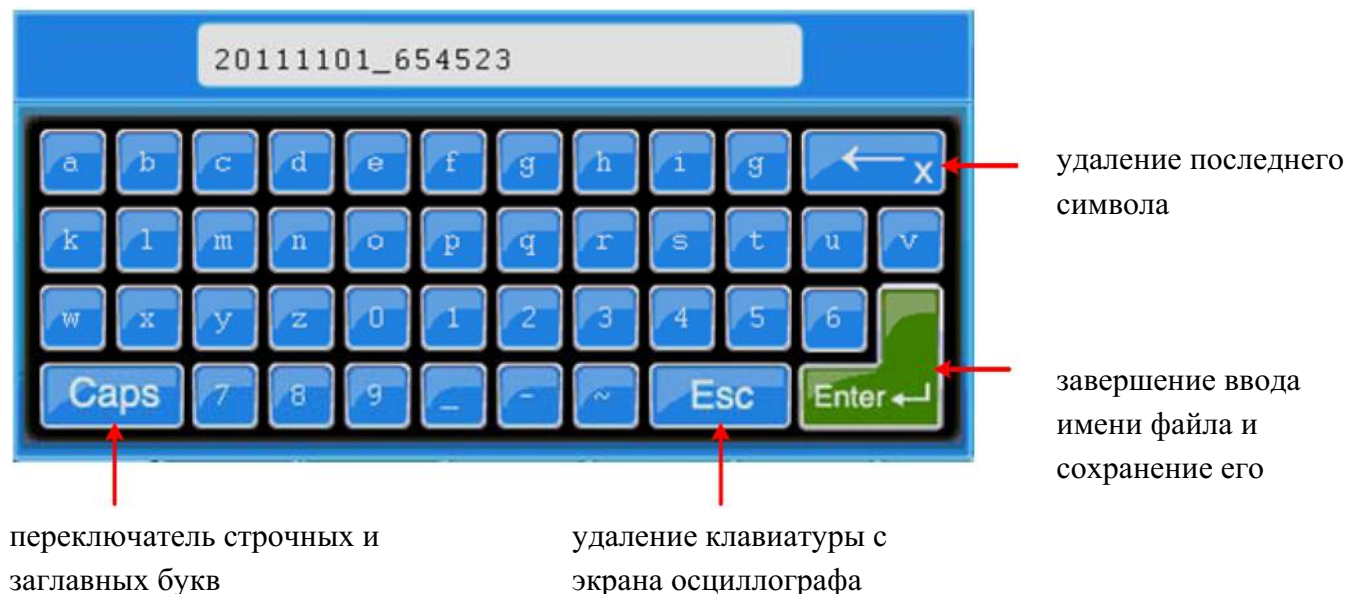 20111101_654523
a b c d e f g h i g ← x
k l m n o p q r s t u v
w x y z 0 1 2 3 4 5 6
Caps 7 8 9 _ - ~ Esc Enter
удаление последнего
символа
завершение ввода
имени файла и
сохранение его
переключатель строчных и
заглавных букв
удаление клавиатуры с
экрана осциллографа